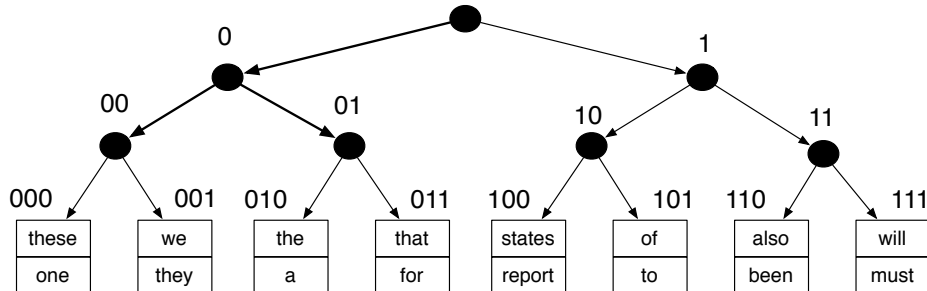 0 1
00 01 10 11
000 001 010 011 100 101 110 111
these we the that states of also will
one they a for report to been must